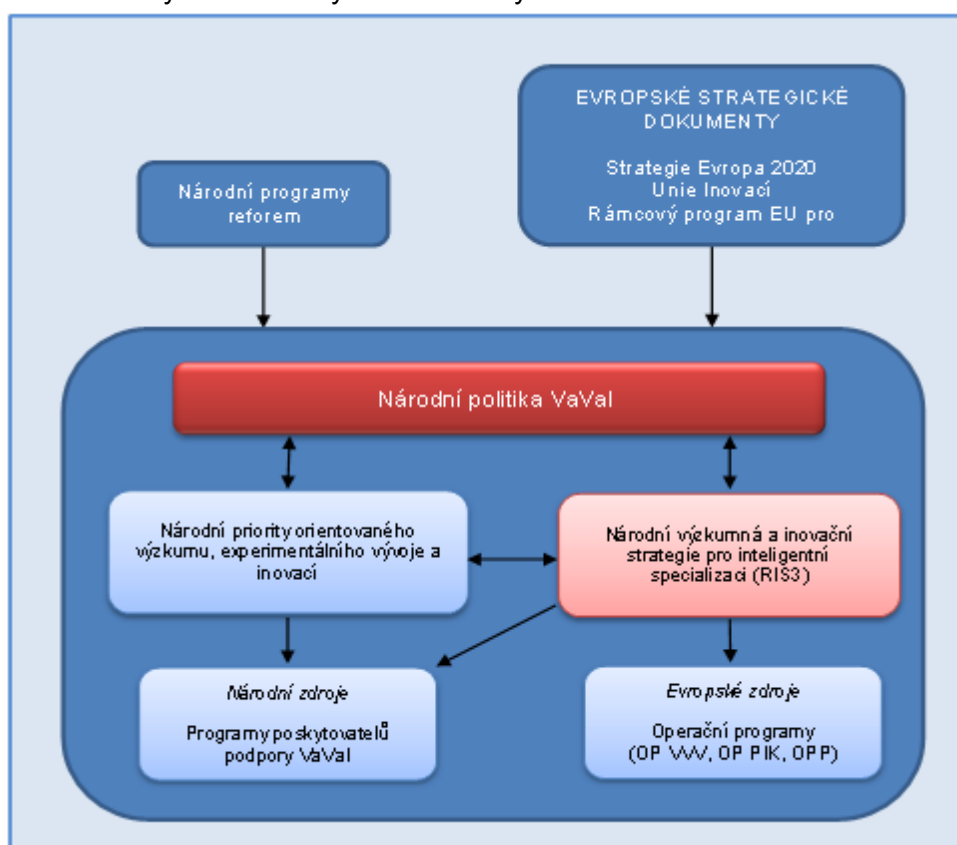 EVROPSKÉ STRATEGICKÉ
DOKUMENTY
Strategie Evropa 2020
Unie Inovací
Rámcový program EU pro
Národní programy
reforem
Národní politika VaVaI
Národní priority orientovaného
výzkumu, experimentálního vývoje a
inovací
Národní výzkumná a inovační
strategie pro inteligentní
specializaci (RIS3)
Národní zdroje
Programy poskytovatelů
podpory VaVaI
Evropské zdroje
Operační programy
(OP VVV, OP PIK, OPP)